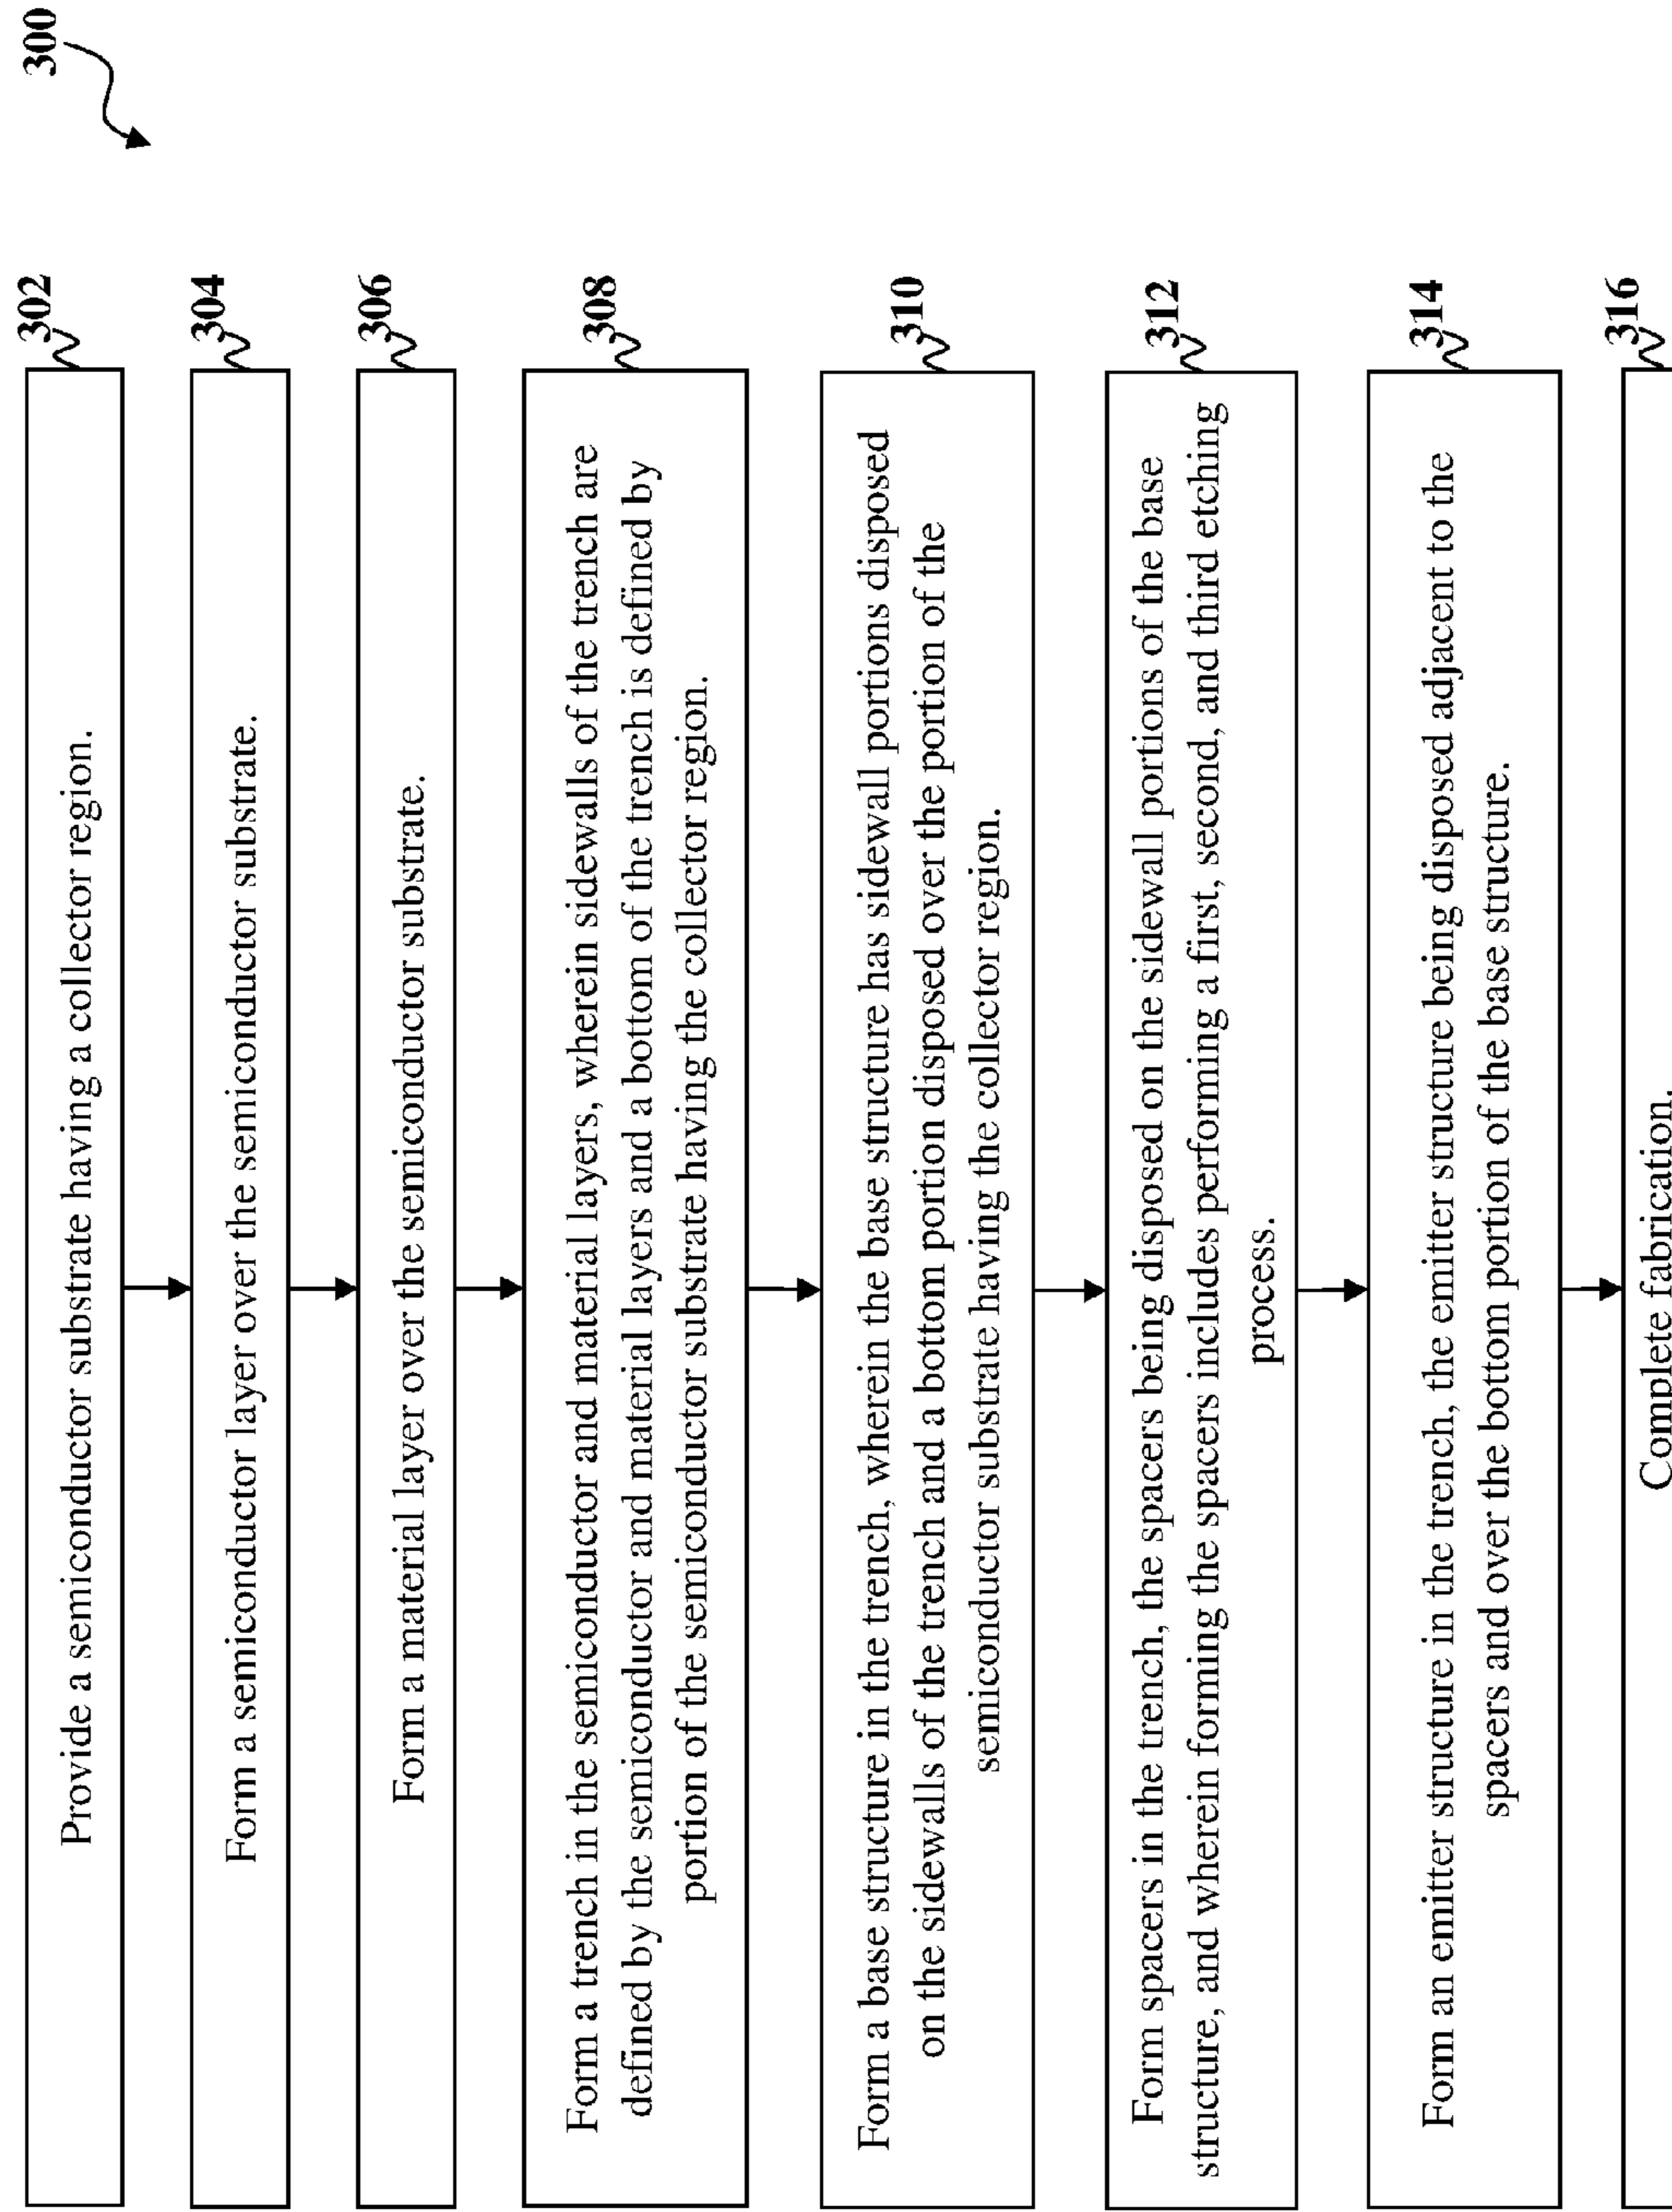 300
302
Provide a semiconductor substrate having a collector region.
304
Form a semiconductor layer over the semiconductor substrate.
306
Form a material layer over the semiconductor substrate.
308
Form a trench in the semiconductor and material layers, wherein sidewalls of the trench are
defined by the semiconductor and material layers and a bottom of the trench is defined by
portion of the semiconductor substrate having the collector region.
310
Form a base structure in the trench, wherein the base structure has sidewall portions disposed
on the sidewalls of the trench and a bottom portion disposed over the portion of the
semiconductor substrate having the collector region.
312
Form spacers in the trench, the spacers being disposed on the sidewall portions of the base
structure, and wherein forming the spacers includes performing a first, second, and third etching
process.
314
Form an emitter structure in the trench, the emitter structure being disposed adjacent to the
spacers and over the bottom portion of the base structure.
316
Complete fabrication.